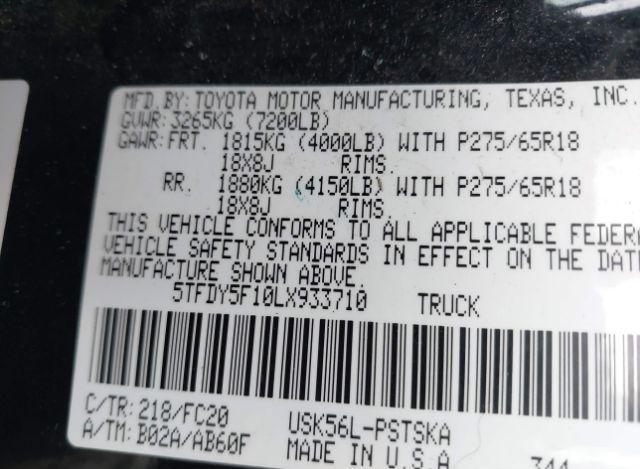 MFD.BY: TOYOTA MOTOR MANUFACTURING, TEXAS, INC.
GVWR: 3265KG (7200LB)
GAWR: FRT. 1815KG (4000LB) WITH P275/65R18
18X8J RIMS.
RR. 1880KG (4150LB) WITH P275/65R18
18X8J RIMS.
THIS VEHICLE CONFORMS TO ALL APPLICABLE FEDERA
VEHICLE SAFETY STANDARDS IN EFFECT ON THE DAT
MANUFACTURE SHOWN ABOVE.
5TFDY5F10LX933710 TRUCK
C/TR: 218/FC20 USK56L-PSTSKA
A/TM: B02A/AB60F MADE IN U.S.A